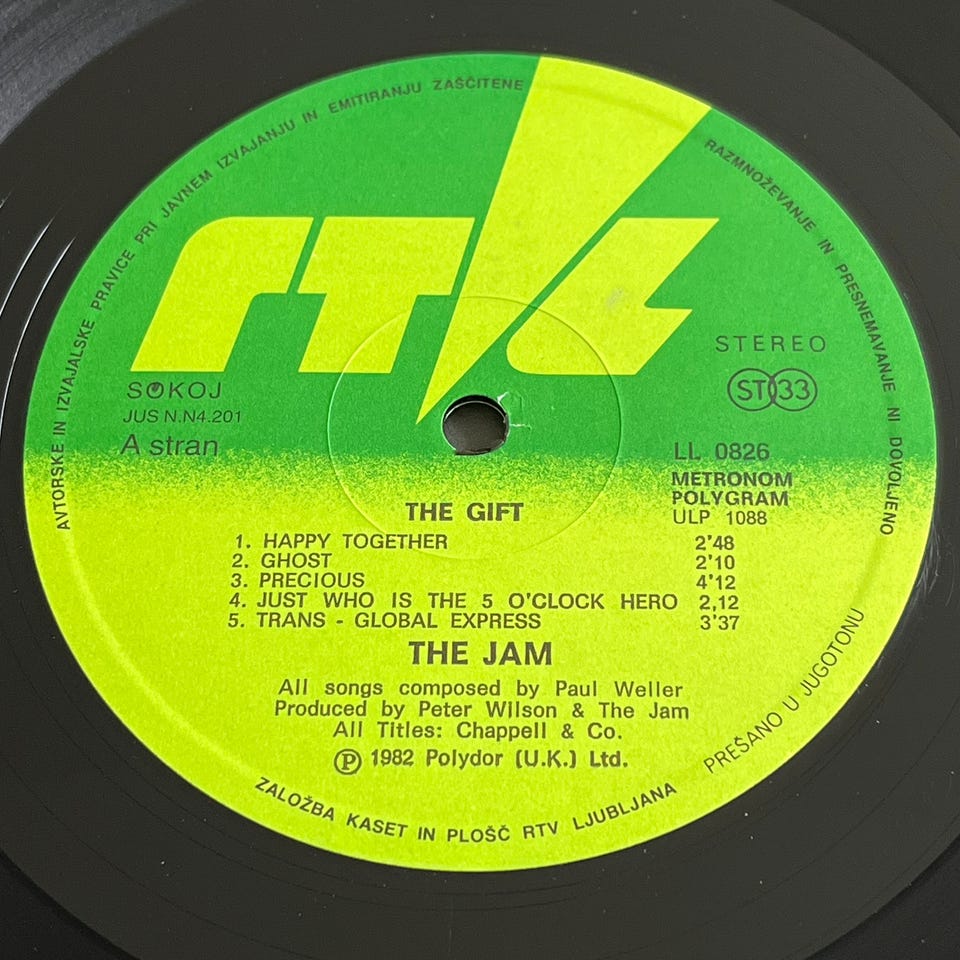 AVTORSKE IN IZVAJALSKE PRAVICE PRI JAVNEM IZVAJANJU IN EMITIRANJU ZAŠČITENE
RAZMNOŽEVANJE IN PRESNEMAVANJE NI DOVOLJENO
RTVL
SOKOJ
JUS N.N4.201
A stran
STEREO
ST 33
LL 0826
METRONOM
POLYGRAM
ULP 1088
THE GIFT
1. HAPPY TOGETHER 2'48
2. GHOST 2'10
3. PRECIOUS 4'12
4. JUST WHO IS THE 5 O'CLOCK HERO 2,12
5. TRANS - GLOBAL EXPRESS 3'37
THE JAM
All songs composed by Paul Weller
Produced by Peter Wilson & The Jam
All Titles: Chappell & Co.
Ⓟ 1982 Polydor (U.K.) Ltd.
ZALOŽBA KASET IN PLOŠČ RTV LJUBLJANA
PREŠANO U JUGOTONU